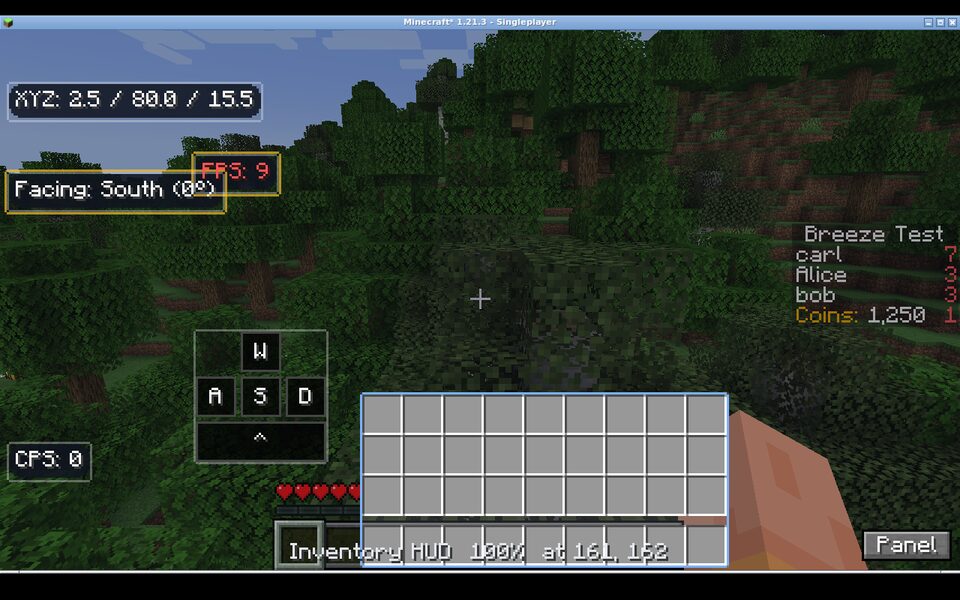 Minecraft* 1.21.3 - Singleplayer
XYZ: 2.5 / 80.0 / 15.5
FPS: 9
Facing: South (0°)
Breeze Test
carl 7
Alice 3
bob 3
Coins: 1,250 1
W
A S D
^
CPS: 0
Inventory HUD 100% at 161, 162
Panel